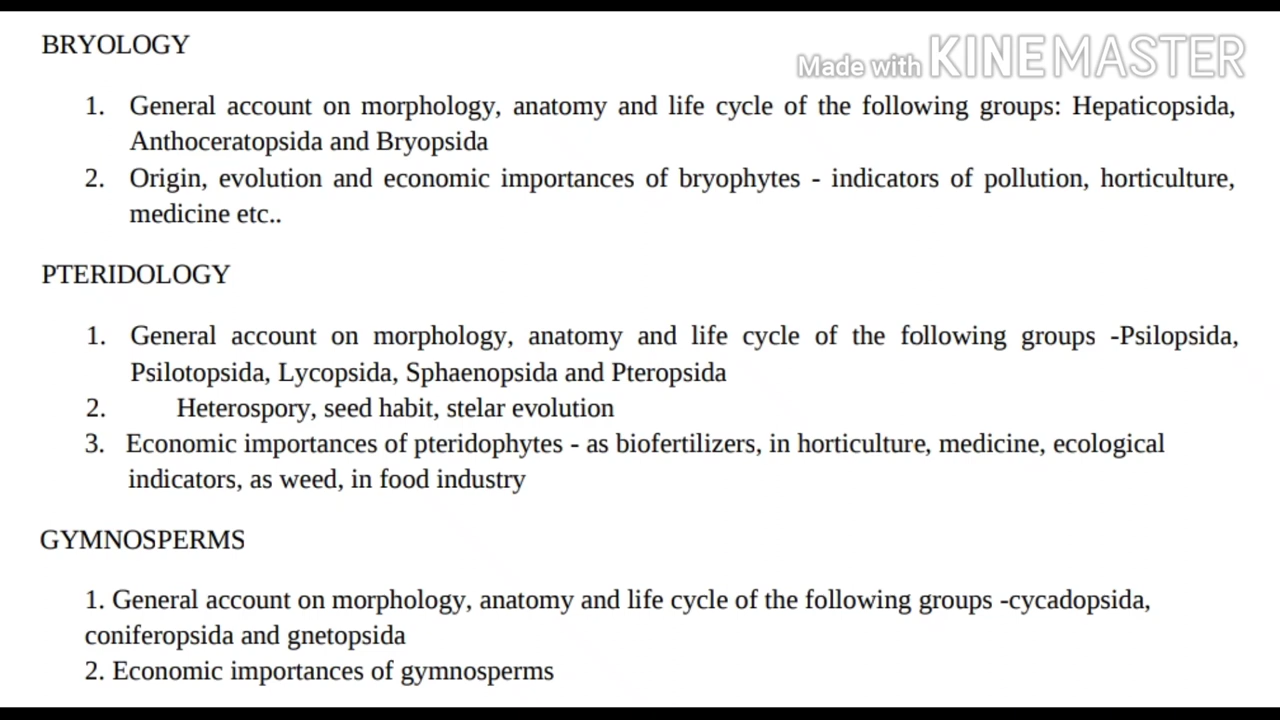 BRYOLOGY
Made with KINEMASTER
1. General account on morphology, anatomy and life cycle of the following groups: Hepaticopsida,
Anthoceratopsida and Bryopsida
2. Origin, evolution and economic importances of bryophytes - indicators of pollution, horticulture,
medicine etc..
PTERIDOLOGY
1. General account on morphology, anatomy and life cycle of the following groups -Psilopsida,
Psilotopsida, Lycopsida, Sphaenopsida and Pteropsida
2. Heterospory, seed habit, stelar evolution
3. Economic importances of pteridophytes - as biofertilizers, in horticulture, medicine, ecological
indicators, as weed, in food industry
GYMNOSPERMS
1. General account on morphology, anatomy and life cycle of the following groups -cycadopsida,
coniferopsida and gnetopsida
2. Economic importances of gymnosperms